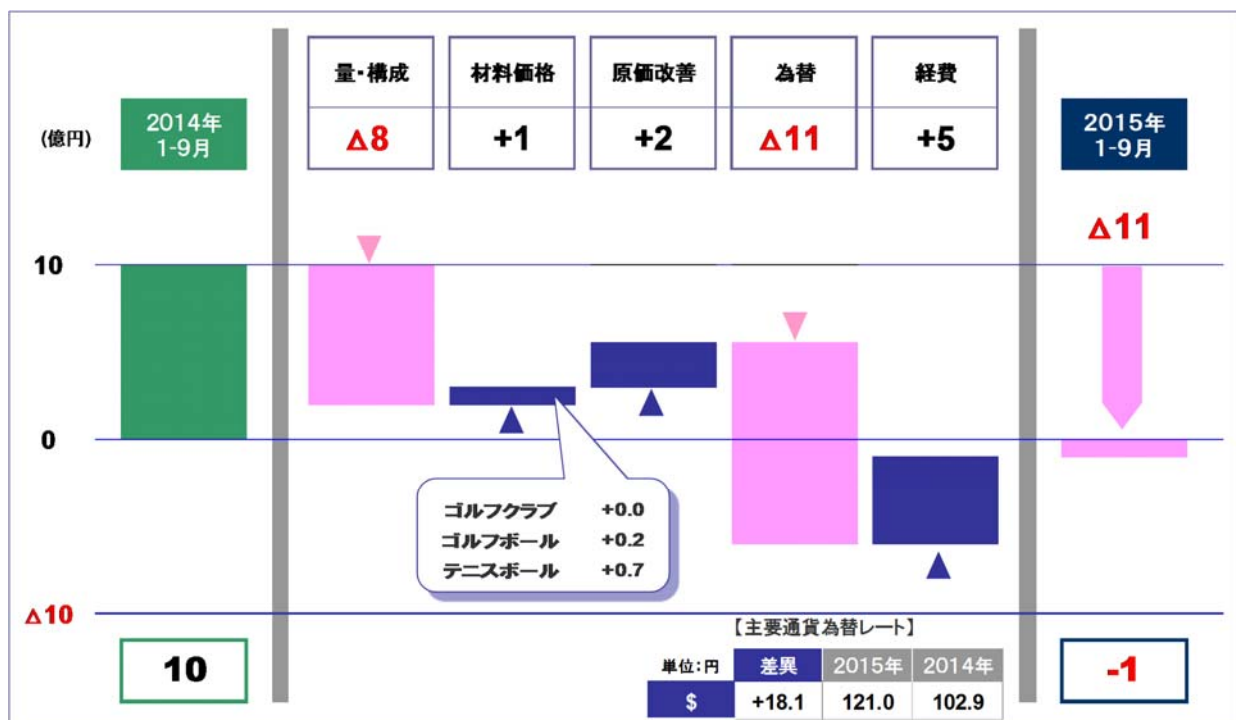 (億円)
2014年
1-9月
量・構成
Δ8
材料価格
+1
原価改善
+2
為替
Δ11
経費
+5
2015年
1-9月
Δ11
10
0
Δ10
ゴルフクラブ +0.0
ゴルフボール +0.2
テニスボール +0.7
10
【主要通貨為替レート】
単位：円 差異 2015年 2014年
$ +18.1 121.0 102.9
-1